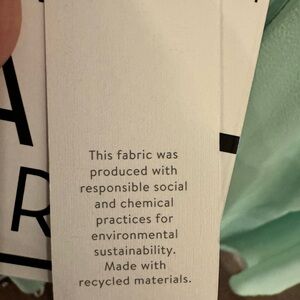 A
R
This fabric was
produced with
responsible social
and chemical
practices for
environmental
sustainability.
Made with
recycled materials.